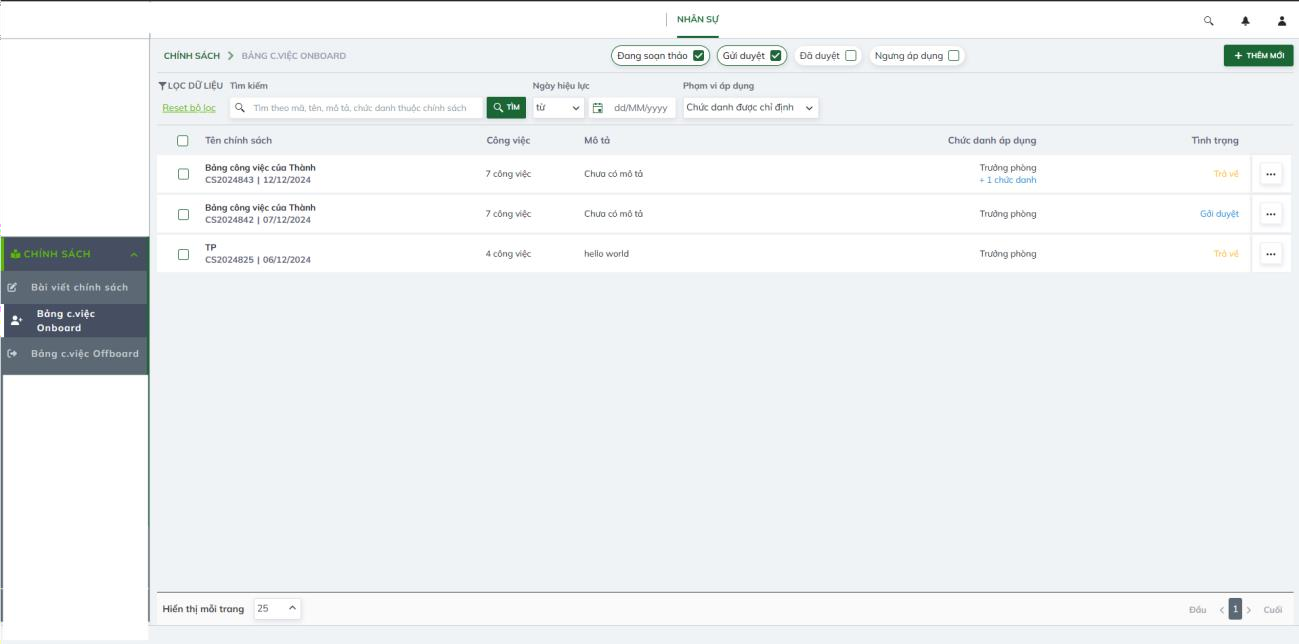 NHÂN SỰ
CHÍNH SÁCH > BẢNG C.VIỆC ONBOARD
Đang soạn thảo
Gửi duyệt
Đã duyệt
Ngưng áp dụng
+ THÊM MỚI
LỌC DỮ LIỆU
Tìm kiếm
Ngày hiệu lực
Phạm vi áp dụng
Reset bộ lọc
Tìm theo mã, tên, mô tả, chức danh thuộc chính sách
TÌM
từ
dd/MM/yyyy
Chức danh được chỉ định
Tên chính sách
Công việc
Mô tả
Chức danh áp dụng
Tình trạng
Bảng công việc của Thành
CS2024843 | 12/12/2024
7 công việc
Chưa có mô tả
Trưởng phòng
+ 1 chức danh
Trả về
Bảng công việc của Thành
CS2024842 | 07/12/2024
7 công việc
Chưa có mô tả
Trưởng phòng
Gởi duyệt
TP
CS2024825 | 06/12/2024
4 công việc
hello world
Trưởng phòng
Trả về
CHÍNH SÁCH
Bài viết chính sách
Bảng c.việc
Onboard
Bảng c.việc Offboard
Hiển thị mỗi trang
25
Đầu < 1 > Cuối